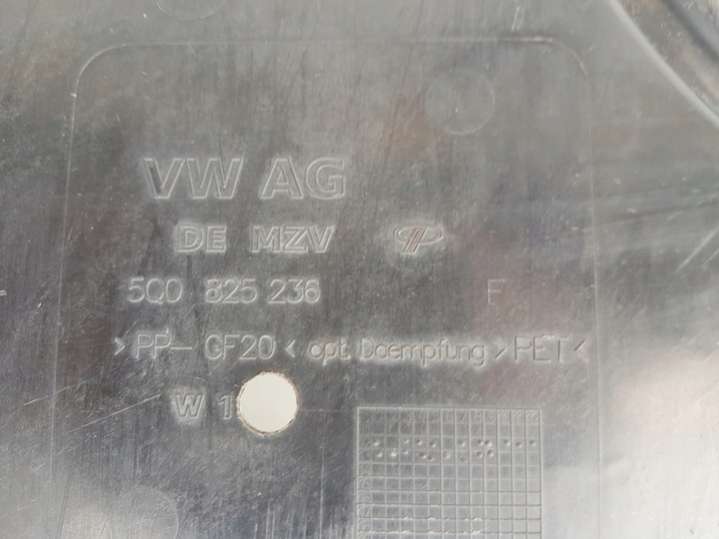 VW AG
DE MZV
5Q0 825 236 F
>PP-GF20< opt. Daempfung >PET<
W 1